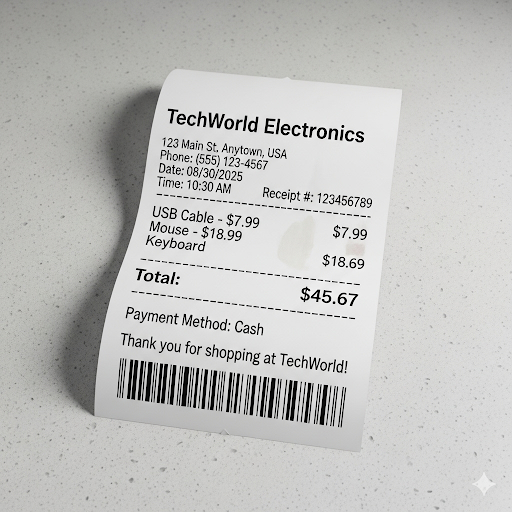 TechWorld Electronics
123 Main St. Anytown, USA
Phone: (555) 123-4567
Date: 08/30/2025
Time: 10:30 AM Receipt #: 123456789
USB Cable - $7.99 $7.99
Mouse - $18.99
Keyboard $18.69
Total: $45.67
Payment Method: Cash
Thank you for shopping at TechWorld!